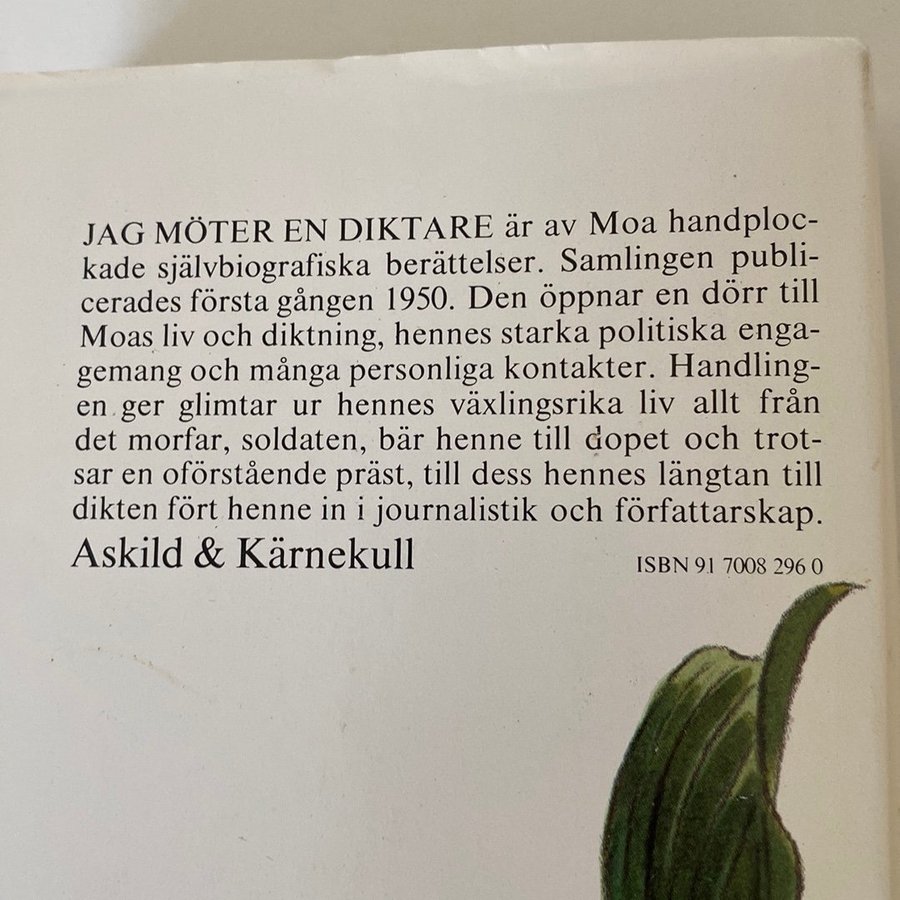 JAG MÖTER EN DIKTARE är av Moa handploc-
kade självbiografiska berättelser. Samlingen publi-
cerades första gången 1950. Den öppnar en dörr till
Moas liv och diktning, hennes starka politiska enga-
gemang och många personliga kontakter. Handling-
en ger glimtar ur hennes växlingsrika liv allt från
det morfar, soldaten, bär henne till dopet och trot-
sar en oförstående präst, till dess hennes längtan till
dikten fört henne in i journalistik och författarskap.
Askild & Kärnekull
ISBN 91 7008 296 0